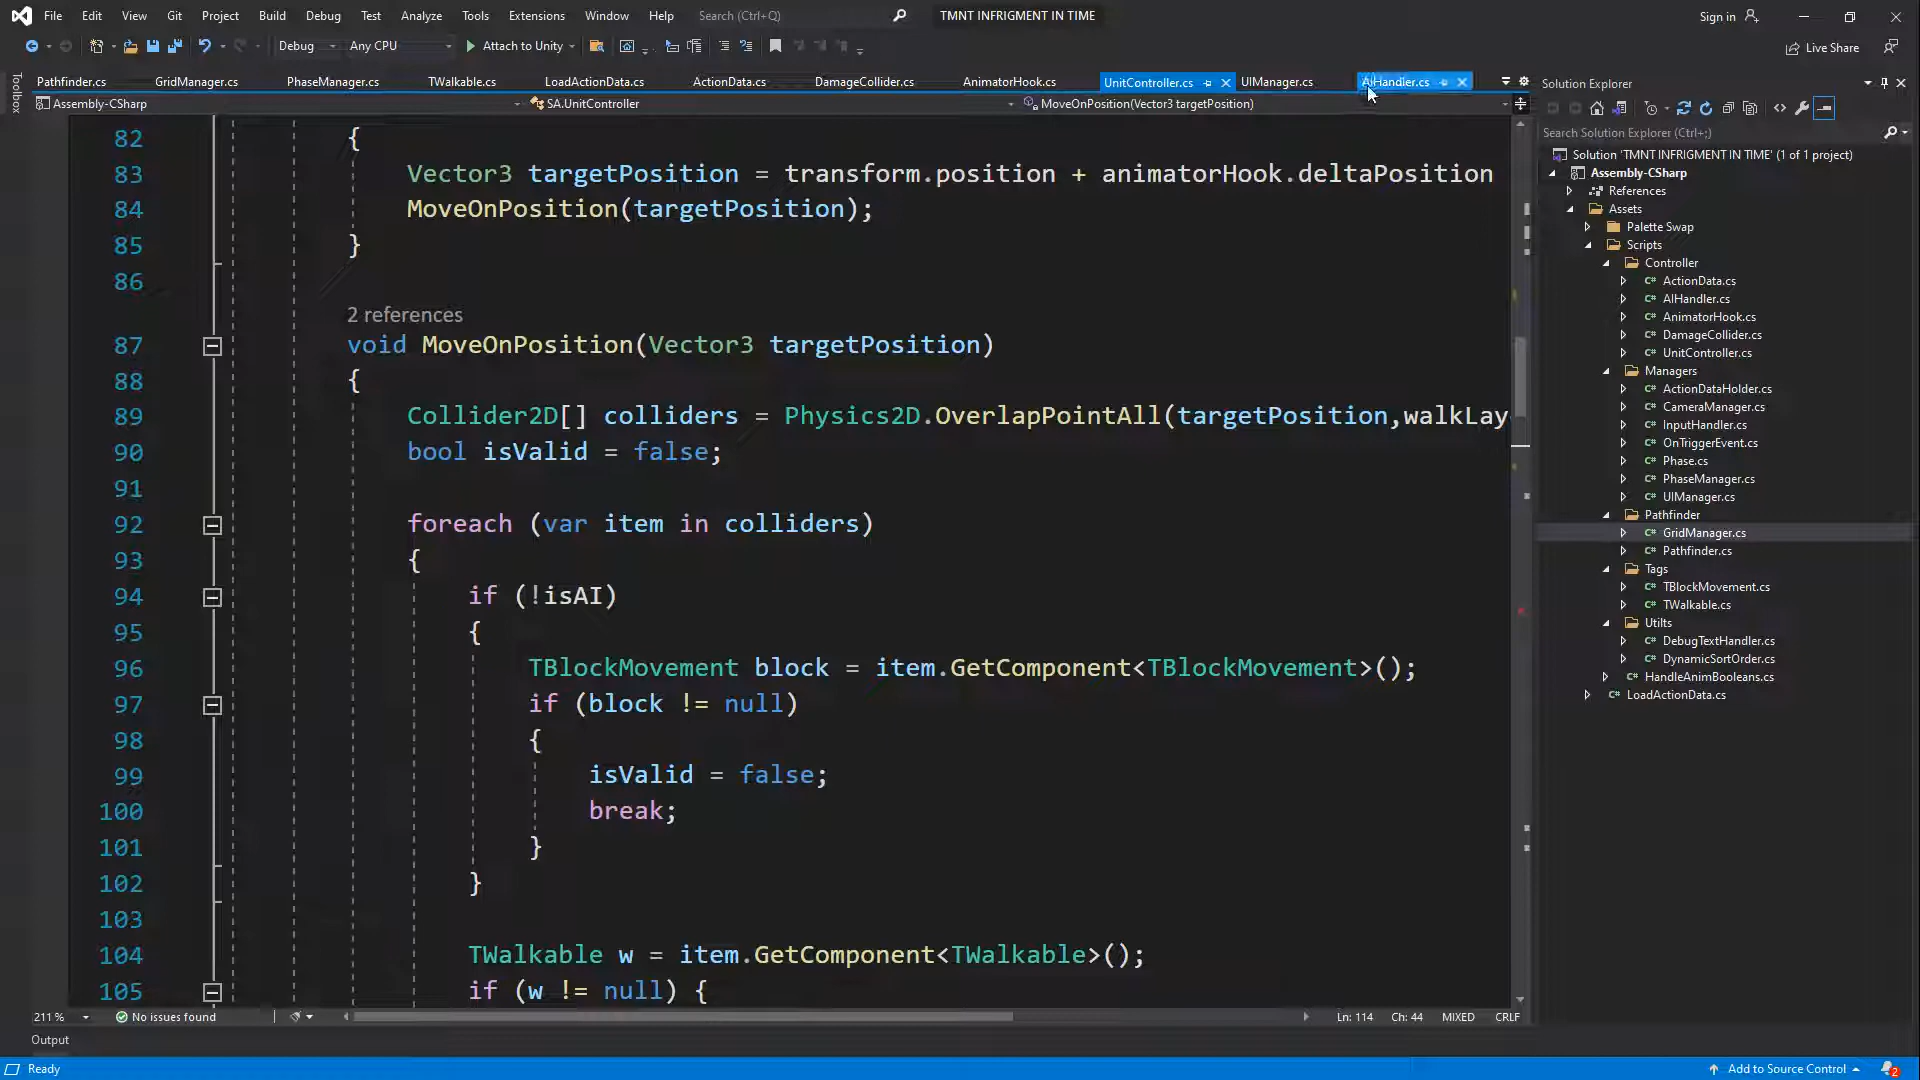 File Edit View Git Project Build Debug Test Analyze Tools Extensions Window Help Search (Ctrl+Q) TMNT INFRIGMENT IN TIME Sign in
Debug Any CPU Attach to Unity Live Share
Toolbox
Pathfinder.cs GridManager.cs PhaseManager.cs TWalkable.cs LoadActionData.cs ActionData.cs DamageCollider.cs AnimatorHook.cs UnitController.cs UIManager.cs AIHandler.cs
Assembly-CSharp SA.UnitController MoveOnPosition(Vector3 targetPosition)
82 {
83 Vector3 targetPosition = transform.position + animatorHook.deltaPosition
84 MoveOnPosition(targetPosition);
85 }
86
2 references
87 void MoveOnPosition(Vector3 targetPosition)
88 {
89 Collider2D[] colliders = Physics2D.OverlapPointAll(targetPosition,walkLay
90 bool isValid = false;
91
92 foreach (var item in colliders)
93 {
94 if (!isAI)
95 {
96 TBlockMovement block = item.GetComponent<TBlockMovement>();
97 if (block != null)
98 {
99 isValid = false;
100 break;
101 }
102 }
103
104 TWalkable w = item.GetComponent<TWalkable>();
105 if (w != null) {
211 % No issues found Ln: 114 Ch: 44 MIXED CRLF
Output
Ready Add to Source Control 2
Solution Explorer
Search Solution Explorer (Ctrl+;)
Solution 'TMNT INFRIGMENT IN TIME' (1 of 1 project)
Assembly-CSharp
References
Assets
Palette Swap
Scripts
Controller
C# ActionData.cs
C# AIHandler.cs
C# AnimatorHook.cs
C# DamageCollider.cs
C# UnitController.cs
Managers
C# ActionDataHolder.cs
C# CameraManager.cs
C# InputHandler.cs
C# OnTriggerEvent.cs
C# Phase.cs
C# PhaseManager.cs
C# UIManager.cs
Pathfinder
C# GridManager.cs
C# Pathfinder.cs
Tags
C# TBlockMovement.cs
C# TWalkable.cs
Utilts
C# DebugTextHandler.cs
C# DynamicSortOrder.cs
C# HandleAnimBooleans.cs
C# LoadActionData.cs